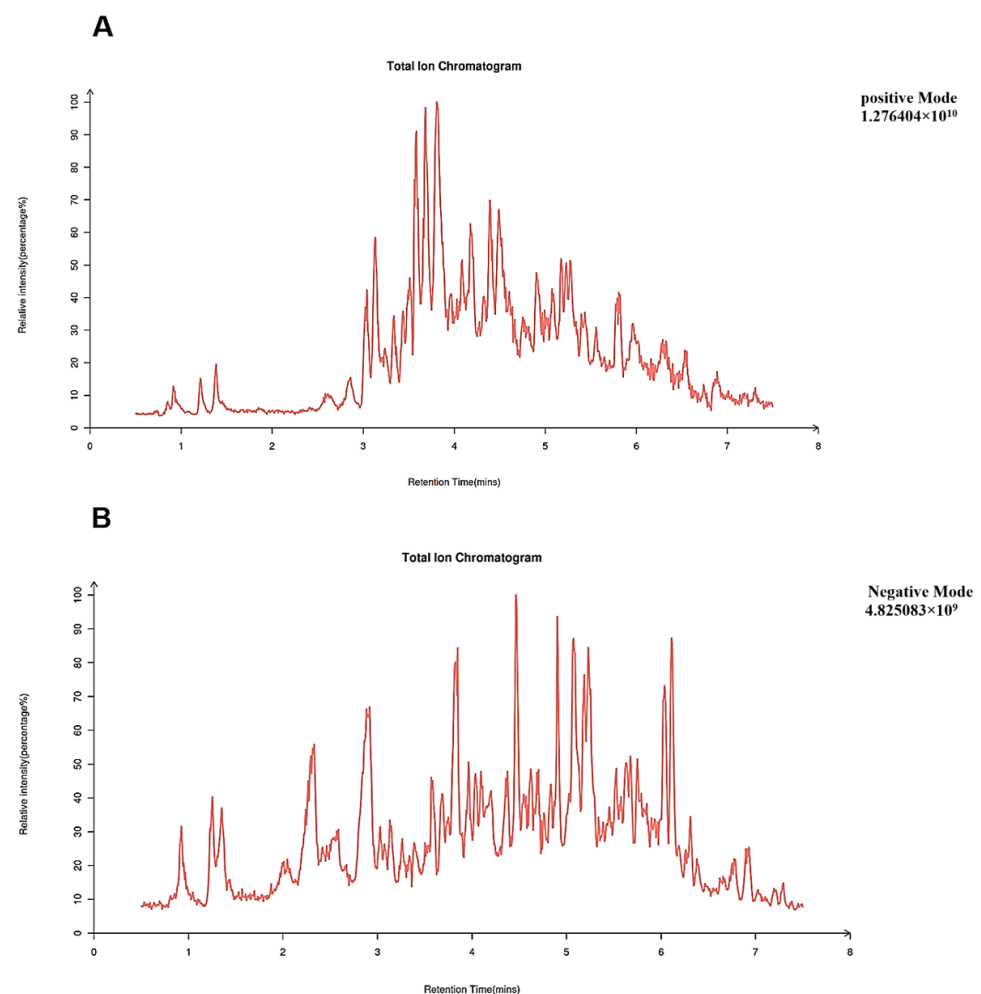 A
Total Ion Chromatogram
positive Mode
1.276404×10¹⁰
Relative intensity(percentage%)
100
90
80
70
60
50
40
30
20
10
0
0 1 2 3 4 5 6 7 8
Retention Time(mins)
B
Total Ion Chromatogram
Negative Mode
4.825083×10⁹
Relative intensity(percentage%)
100
90
80
70
60
50
40
30
20
10
0
0 1 2 3 4 5 6 7 8
Retention Time(mins)